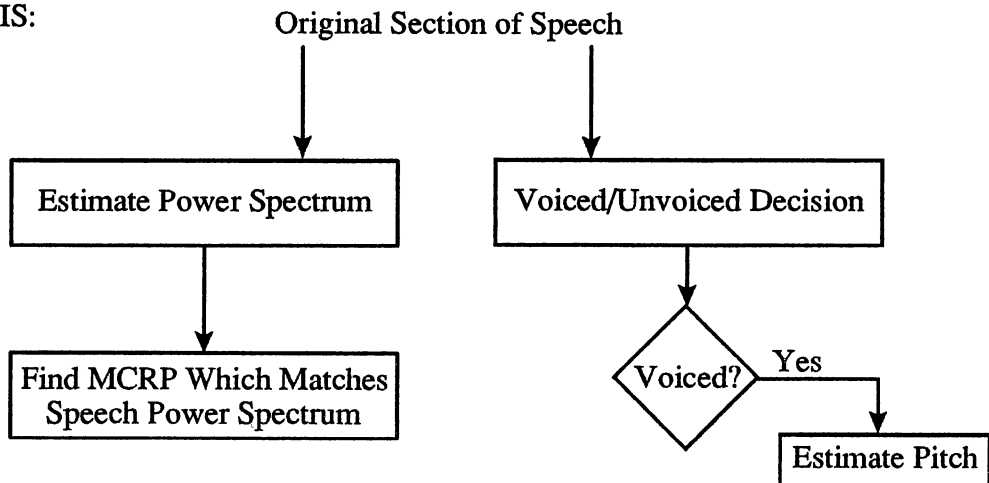 IS:
Original Section of Speech
Estimate Power Spectrum
Voiced/Unvoiced Decision
Find MCRP Which Matches
Speech Power Spectrum
Voiced?
Yes
Estimate Pitch